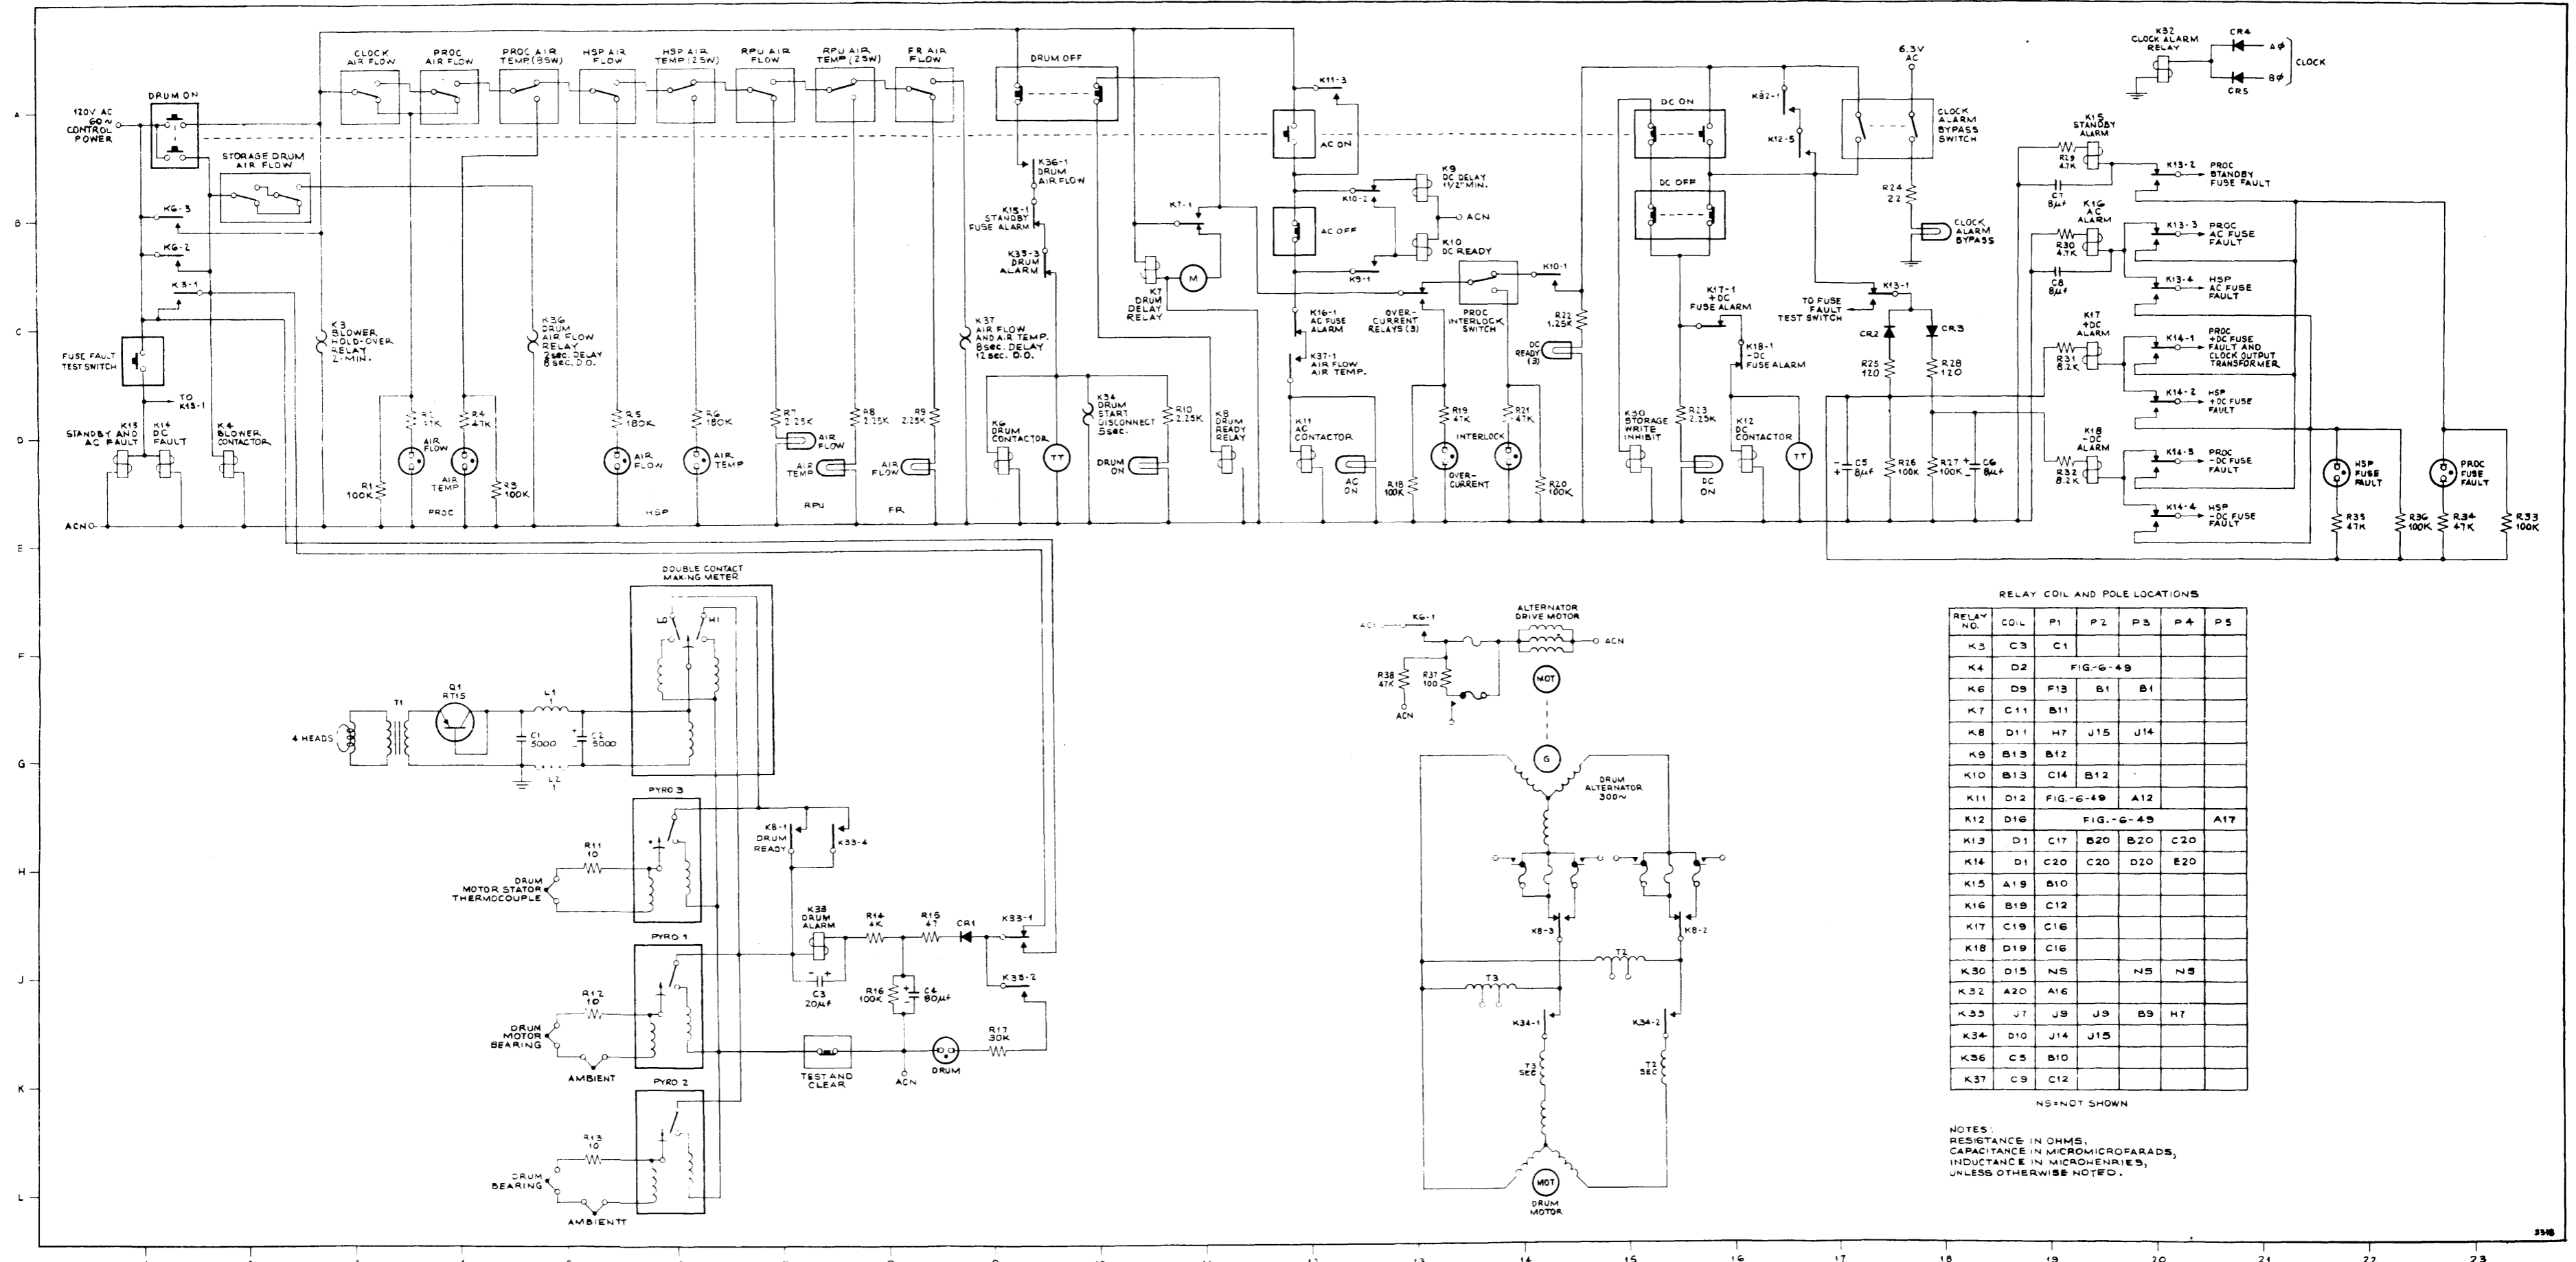 CLOCK
AIR FLOW
PROC
AIR FLOW
PROC AIR
TEMP (85W)
HSP AIR
FLOW
HSP AIR
TEMP (25W)
RPU AIR
FLOW
RPU AIR
TEMP (25W)
FR AIR
FLOW
DRUM OFF
K11-3
DC ON
K32-1
6.3V
AC
K32
CLOCK ALARM
RELAY
CR4
AØ
BØ
CLOCK
CR5
A
120V AC
60~
CONTROL
POWER
DRUM ON
STORAGE DRUM
AIR FLOW
AC ON
K12-5
CLOCK
ALARM
BYPASS
SWITCH
K15
STANDBY
ALARM
R29
4.7K
K13-2
PROC
STANDBY
FUSE FAULT
K36-1
DRUM
AIR FLOW
K9
DC DELAY
1 1/2" MIN.
K10-2
DC OFF
R24
22
C7
8µf
B
K6-3
K6-2
K15-1
STANDBY
FUSE ALARM
K7-1
AC OFF
ACN
K10
DC READY
CLOCK
ALARM
BYPASS
K16
AC
ALARM
R30
4.7K
K13-3
PROC
AC FUSE
FAULT
K3-1
K33-3
DRUM
ALARM
M
K7
DRUM
DELAY
RELAY
K9-1
K10-1
K17-1
+DC
FUSE ALARM
TO FUSE
FAULT
TEST SWITCH
K13-1
C8
8µf
K13-4
HSP
AC FUSE
FAULT
C
FUSE FAULT
TEST SWITCH
K3
BLOWER
HOLD-OVER
RELAY
2-MIN.
K36
DRUM
AIR FLOW
RELAY
2 sec. DELAY
8 sec. D.O.
K37
AIR FLOW
AND AIR TEMP.
8 sec. DELAY
12 sec. D.O.
K16-1
AC FUSE
ALARM
OVER-
CURRENT
RELAYS (3)
PROC
INTERLOCK
SWITCH
R22
1.25K
DC
READY
(3)
K18-1
-DC
FUSE ALARM
CR2
CR3
R25
120
R28
120
K17
+DC
ALARM
R31
8.2K
K14-1
PROC
+DC FUSE
FAULT AND
CLOCK OUTPUT
TRANSFORMER
K37-1
AIR FLOW
AIR TEMP.
K14-2
HSP
+DC FUSE
FAULT
TO
K13-1
D
K13
STANDBY AND
AC FAULT
K14
DC
FAULT
K4
BLOWER
CONTACTOR
47K
AIR
FLOW
R4
47K
AIR
TEMP
R1
100K
R3
100K
R5
180K
AIR
FLOW
R6
180K
AIR
TEMP
R7
2.25K
AIR
FLOW
AIR
TEMP
R8
2.25K
R9
2.25K
AIR
FLOW
K6
DRUM
CONTACTOR
TT
K34
DRUM
START
DISCONNECT
5 sec.
R10
2.25K
DRUM
ON
K8
DRUM
READY
RELAY
K11
AC
CONTACTOR
AC
ON
R18
100K
R19
47K
OVER-
CURRENT
R21
47K
INTERLOCK
R20
100K
K30
STORAGE
WRITE
INHIBIT
R23
2.25K
DC
ON
K12
DC
CONTACTOR
TT
C5
8µf
R26
100K
R27
100K
C6
8µf
K18
-DC
ALARM
R32
8.2K
K14-3
PROC
-DC FUSE
FAULT
K14-4
HSP
-DC FUSE
FAULT
HSP
FUSE
FAULT
PROC
FUSE
FAULT
R35
47K
R36
100K
R34
47K
R33
100K
PROC
HSP
RPU
FR
ACN
E
DOUBLE CONTACT
MAKING METER
LO
HI
F
4 HEADS
T1
Q1
RT15
L1
1
C1
5000
C2
5000
L2
1
G
PYRO 3
R11
10
DRUM
MOTOR STATOR
THERMOCOUPLE
K8-1
DRUM
READY
K33-4
H
K33
DRUM
ALARM
R14
4K
R15
47
CR1
K33-1
PYRO 1
R12
10
DRUM
MOTOR
BEARING
AMBIENT
C3
20µf
R16
100K
C4
80µf
K33-2
R17
30K
J
TEST AND
CLEAR
ACN
DRUM
K
PYRO 2
R13
10
DRUM
BEARING
AMBIENTT
L
K6-1
ALTERNATOR
DRIVE MOTOR
ACN
R38
47K
R37
100
ACN
MOT
G
DRUM
ALTERNATOR
300~
K8-3
K8-2
T2
T3
K34-1
K34-2
T3
SEC
T2
SEC
MOT
DRUM
MOTOR
RELAY COIL AND POLE LOCATIONS
RELAY NO. COIL P1 P2 P3 P4 P5
K3 C3 C1
K4 D2 FIG.-6-49
K6 D9 F13 B1 B1
K7 C11 B11
K8 D11 H7 J15 J14
K9 B13 B12
K10 B13 C14 B12
K11 D12 FIG.-6-49 A12
K12 D16 FIG.-6-49 A17
K13 D1 C17 B20 B20 C20
K14 D1 C20 C20 D20 E20
K15 A19 B10
K16 B19 C12
K17 C19 C16
K18 D19 C16
K30 D15 NS NS NS
K32 A20 A16
K33 J7 J9 J9 B9 H7
K34 D10 J14 J15
K36 C5 B10
K37 C9 C12
NS=NOT SHOWN
NOTES:
RESISTANCE IN OHMS,
CAPACITANCE IN MICROMICROFARADS,
INDUCTANCE IN MICROHENRIES,
UNLESS OTHERWISE NOTED.
12 13 14 15 16 17 18 19 20 21 22 23